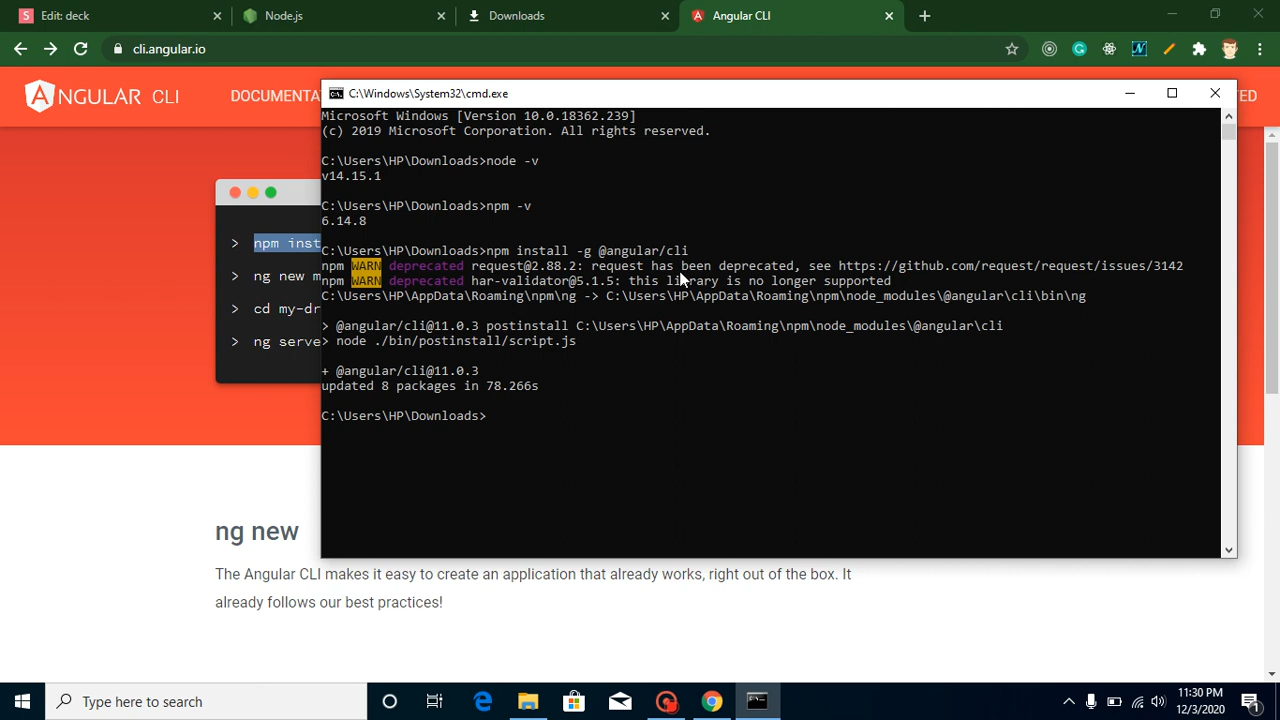 Edit: deck
Node.js
Downloads
Angular CLI
cli.angular.io
NGULAR CLI
DOCUMENTA
ED
C:\Windows\System32\cmd.exe
Microsoft Windows [Version 10.0.18362.239]
(c) 2019 Microsoft Corporation. All rights reserved.
C:\Users\HP\Downloads>node -v
v14.15.1
C:\Users\HP\Downloads>npm -v
6.14.8
C:\Users\HP\Downloads>npm install -g @angular/cli
npm WARN deprecated request@2.88.2: request has been deprecated, see https://github.com/request/request/issues/3142
npm WARN deprecated har-validator@5.1.5: this library is no longer supported
C:\Users\HP\AppData\Roaming\npm\ng -> C:\Users\HP\AppData\Roaming\npm\node_modules\@angular\cli\bin\ng
> @angular/cli@11.0.3 postinstall C:\Users\HP\AppData\Roaming\npm\node_modules\@angular\cli
> node ./bin/postinstall/script.js
+ @angular/cli@11.0.3
updated 8 packages in 78.266s
C:\Users\HP\Downloads>
> npm inst
> ng new m
> cd my-dr
> ng serve
ng new
The Angular CLI makes it easy to create an application that already works, right out of the box. It
already follows our best practices!
Type here to search
11:30 PM
12/3/2020
1